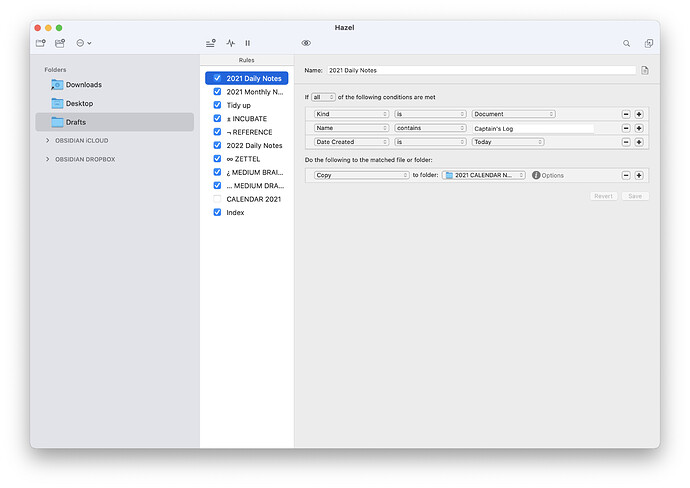 Hazel
Folders
Downloads
Desktop
Drafts
OBSIDIAN iCLOUD
OBSIDIAN DROPBOX
Rules
2021 Daily Notes
2021 Monthly N...
Tidy up
± INCUBATE
¬ REFERENCE
2022 Daily Notes
∞ ZETTEL
¿ MEDIUM BRAI...
... MEDIUM DRA...
CALENDAR 2021
Index
Name: 2021 Daily Notes
If all of the following conditions are met
Kind is Document
Name contains Captain's Log
Date Created is Today
Do the following to the matched file or folder:
Copy to folder: 2021 CALENDAR N... Options
Revert Save